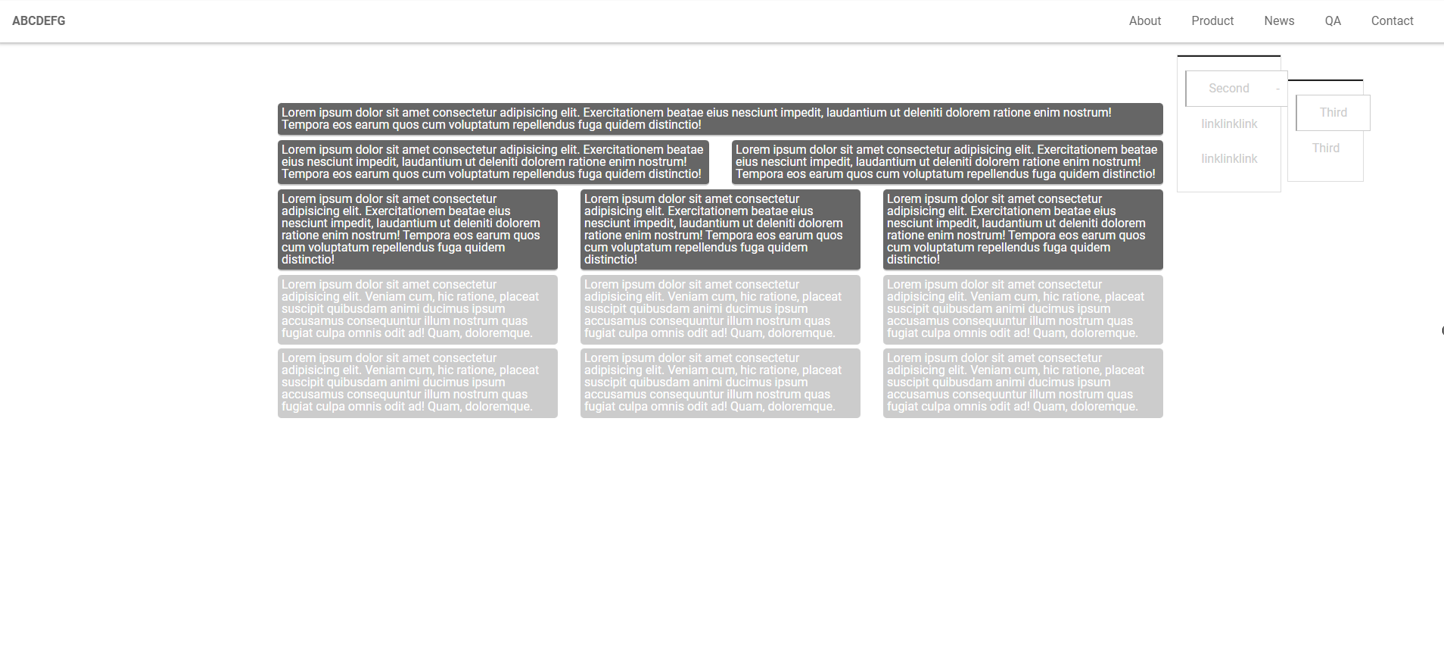 ABCDEFG
About Product News QA Contact
Second -
linklinklink
linklinklink
Third
Third
Lorem ipsum dolor sit amet consectetur adipisicing elit. Exercitationem beatae eius nesciunt impedit, laudantium ut deleniti dolorem ratione enim nostrum!
Tempora eos earum quos cum voluptatum repellendus fuga quidem distinctio!
Lorem ipsum dolor sit amet consectetur adipisicing elit. Exercitationem beatae
eius nesciunt impedit, laudantium ut deleniti dolorem ratione enim nostrum!
Tempora eos earum quos cum voluptatum repellendus fuga quidem distinctio!
Lorem ipsum dolor sit amet consectetur adipisicing elit. Exercitationem beatae
eius nesciunt impedit, laudantium ut deleniti dolorem ratione enim nostrum!
Tempora eos earum quos cum voluptatum repellendus fuga quidem distinctio!
Lorem ipsum dolor sit amet consectetur
adipisicing elit. Exercitationem beatae eius
nesciunt impedit, laudantium ut deleniti dolorem
ratione enim nostrum! Tempora eos earum quos
cum voluptatum repellendus fuga quidem
distinctio!
Lorem ipsum dolor sit amet consectetur
adipisicing elit. Exercitationem beatae eius
nesciunt impedit, laudantium ut deleniti dolorem
ratione enim nostrum! Tempora eos earum quos
cum voluptatum repellendus fuga quidem
distinctio!
Lorem ipsum dolor sit amet consectetur
adipisicing elit. Exercitationem beatae eius
nesciunt impedit, laudantium ut deleniti dolorem
ratione enim nostrum! Tempora eos earum quos
cum voluptatum repellendus fuga quidem
distinctio!
Lorem ipsum dolor sit amet consectetur
adipisicing elit. Veniam cum, hic ratione, placeat
suscipit quibusdam animi ducimus ipsum
accusamus consequuntur illum nostrum quas
fugiat culpa omnis odit ad! Quam, doloremque.
Lorem ipsum dolor sit amet consectetur
adipisicing elit. Veniam cum, hic ratione, placeat
suscipit quibusdam animi ducimus ipsum
accusamus consequuntur illum nostrum quas
fugiat culpa omnis odit ad! Quam, doloremque.
Lorem ipsum dolor sit amet consectetur
adipisicing elit. Veniam cum, hic ratione, placeat
suscipit quibusdam animi ducimus ipsum
accusamus consequuntur illum nostrum quas
fugiat culpa omnis odit ad! Quam, doloremque.
Lorem ipsum dolor sit amet consectetur
adipisicing elit. Veniam cum, hic ratione, placeat
suscipit quibusdam animi ducimus ipsum
accusamus consequuntur illum nostrum quas
fugiat culpa omnis odit ad! Quam, doloremque.
Lorem ipsum dolor sit amet consectetur
adipisicing elit. Veniam cum, hic ratione, placeat
suscipit quibusdam animi ducimus ipsum
accusamus consequuntur illum nostrum quas
fugiat culpa omnis odit ad! Quam, doloremque.
Lorem ipsum dolor sit amet consectetur
adipisicing elit. Veniam cum, hic ratione, placeat
suscipit quibusdam animi ducimus ipsum
accusamus consequuntur illum nostrum quas
fugiat culpa omnis odit ad! Quam, doloremque.